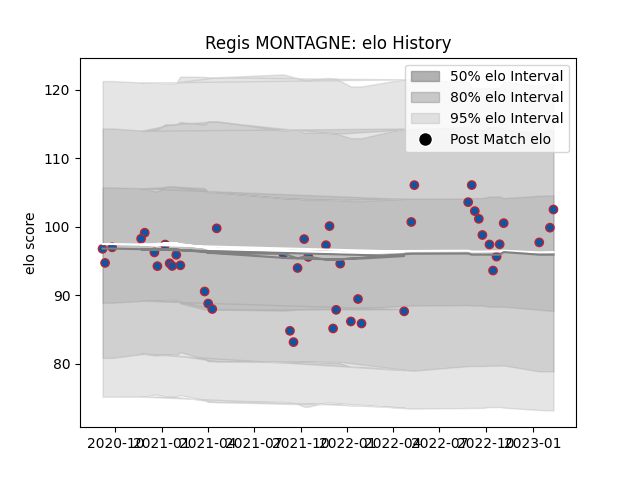 Regis MONTAGNE: elo History
50% elo Interval
80% elo Interval
95% elo Interval
Post Match elo
elo score
120
110
100
90
80
2020-10 2021-01 2021-04 2021-07 2021-10 2022-01 2022-04 2022-07 2022-10 2023-01